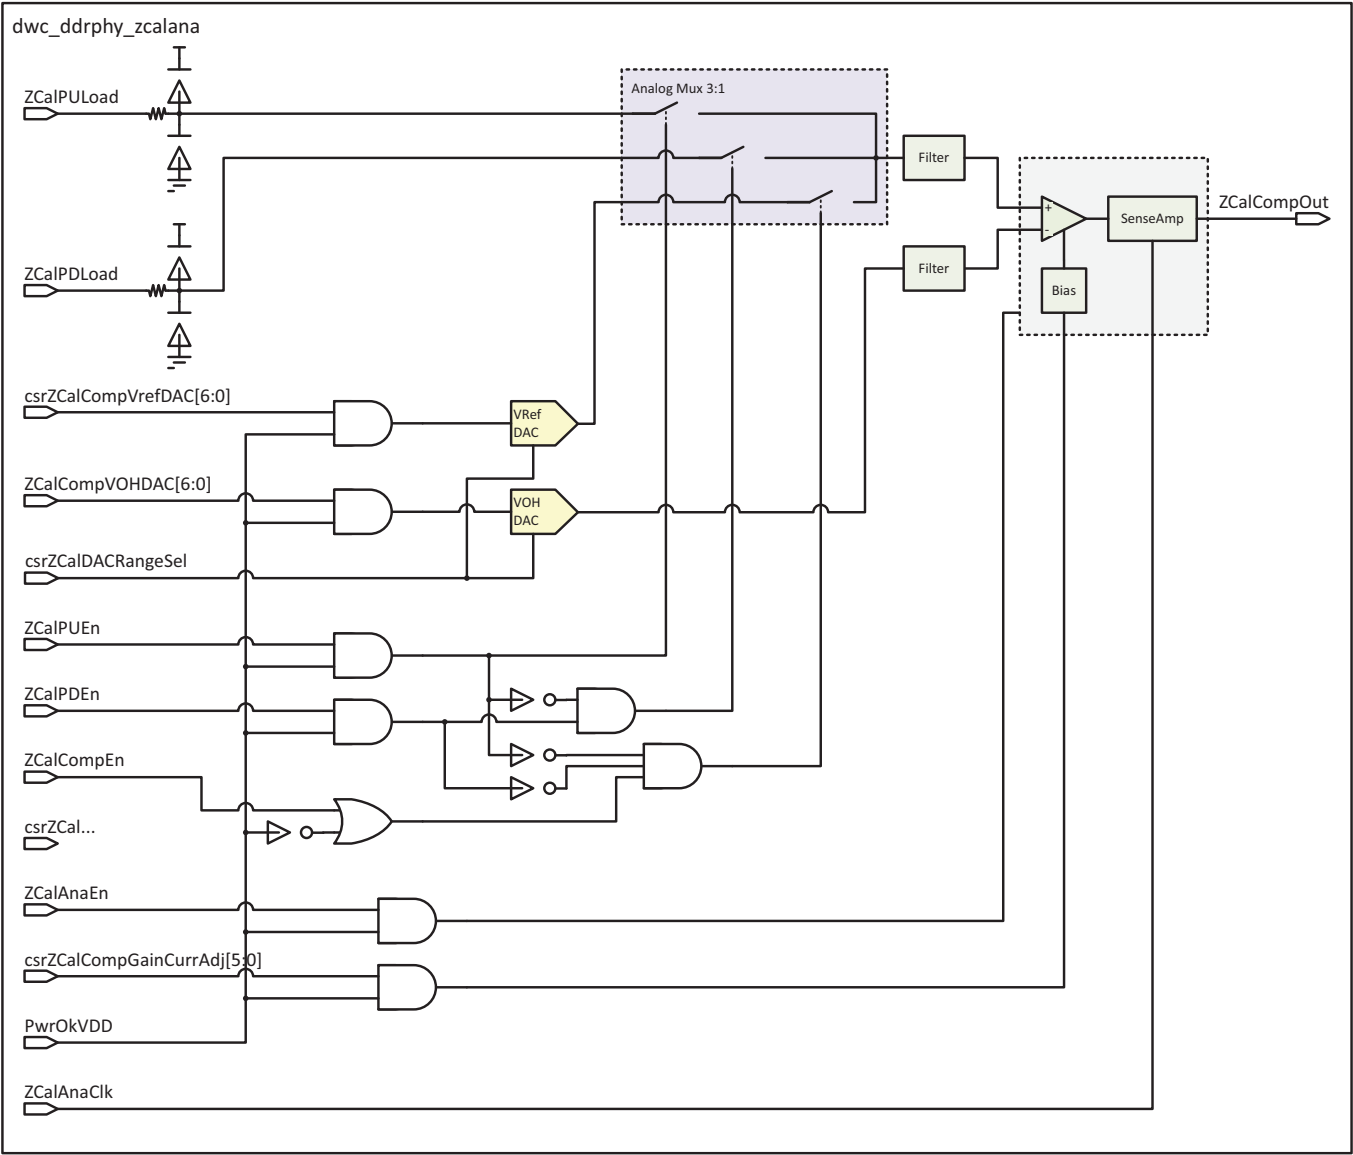 dwc_ddrphy_zcalana
Analog Mux 3:1
ZCalPULoad
Filter
ZCalCompOut
+
SenseAmp
-
ZCalPDLoad
Filter
Bias
csrZCalCompVrefDAC[6:0]
VRef
DAC
ZCalCompVOHDAC[6:0]
VOH
DAC
csrZCalDACRangeSel
ZCalPUEn
ZCalPDEn
ZCalCompEn
csrZCal...
ZCalAnaEn
csrZCalCompGainCurrAdj[5:0]
PwrOkVDD
ZCalAnaClk